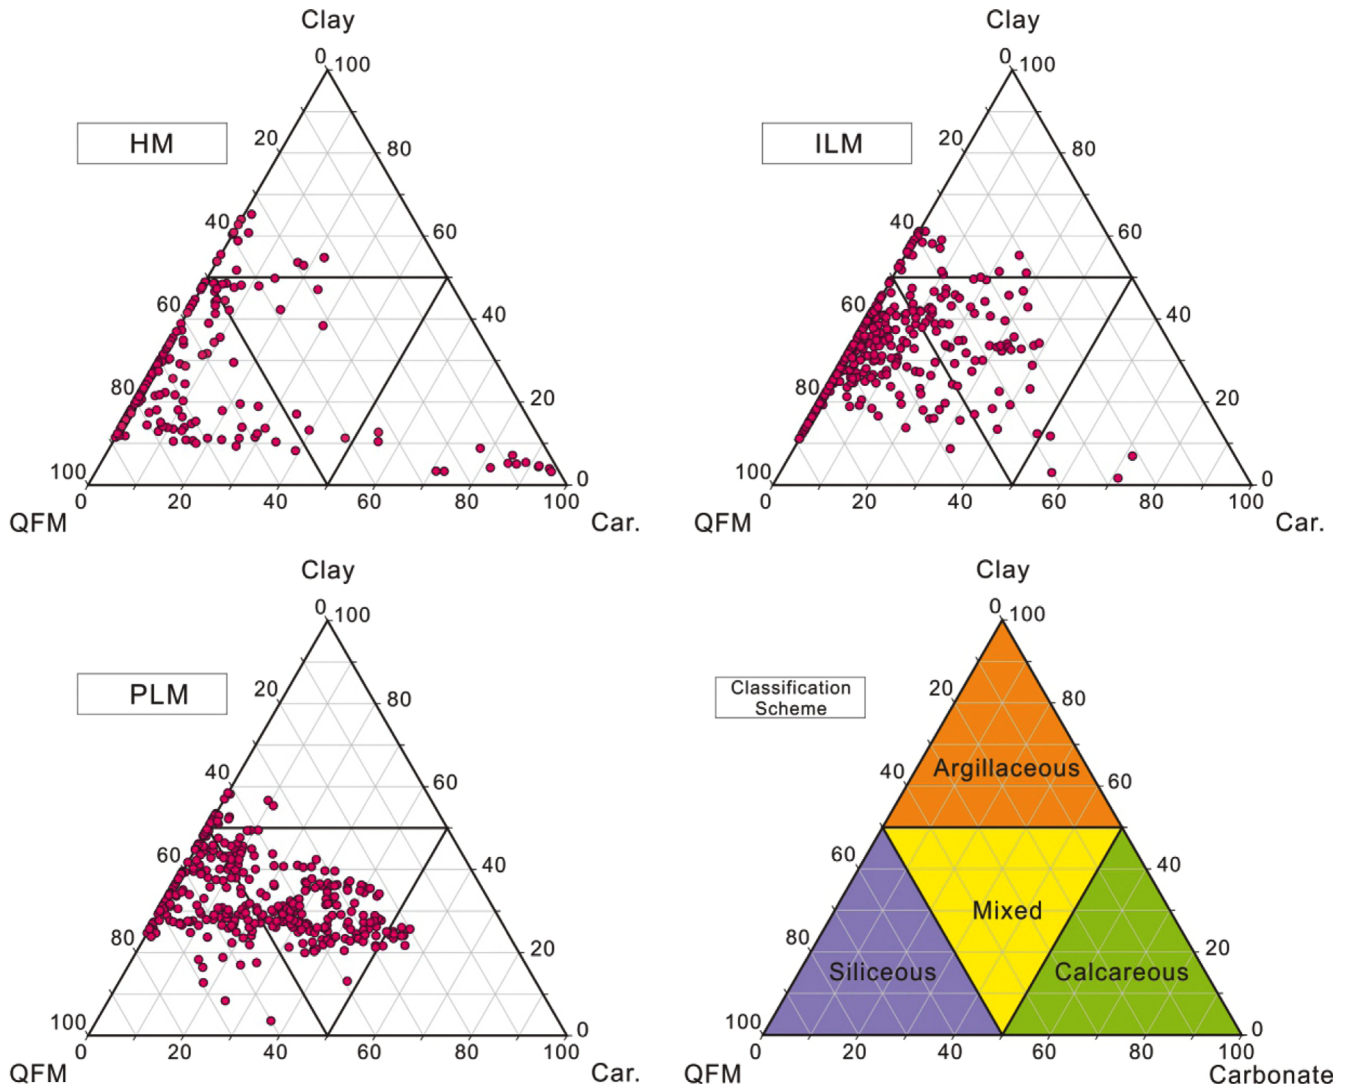 Clay
0 100
HM
20 80
40 60
60 40
80 20
100 0
0 20 40 60 80 100
QFM Car.
Clay
0 100
ILM
20 80
40 60
60 40
80 20
100 0
0 20 40 60 80 100
QFM Car.
Clay
0 100
PLM
20 80
40 60
60 40
80 20
100 0
0 20 40 60 80 100
QFM Car.
Clay
0 100
Classification
Scheme
20 80
Argillaceous
40 60
60 40
Mixed
80 20
Siliceous Calcareous
100 0
0 20 40 60 80 100
QFM Carbonate